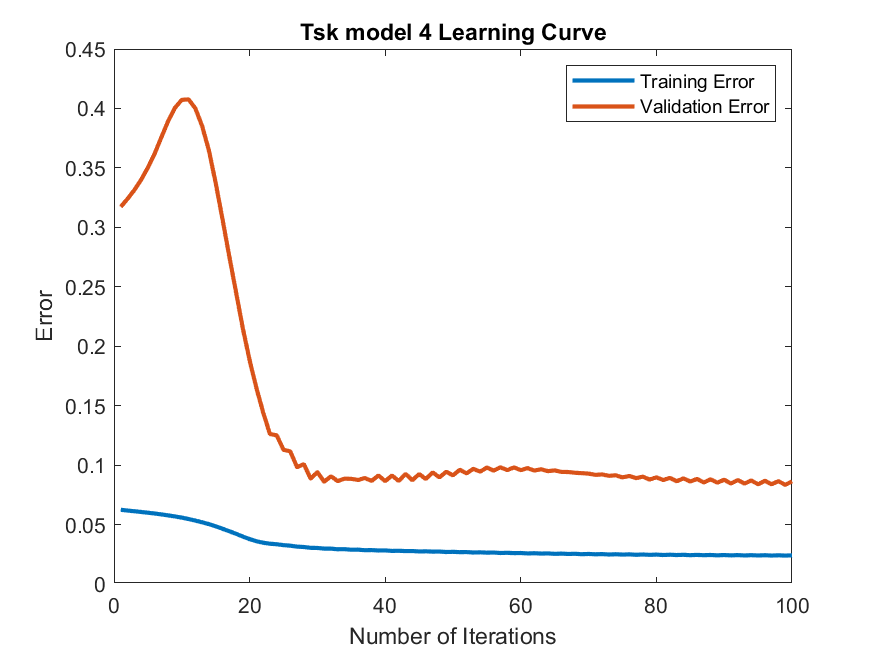 Tsk model 4 Learning Curve
Training Error
Validation Error
0.45
0.4
0.35
0.3
0.25
0.2
0.15
0.1
0.05
0
Error
0 20 40 60 80 100
Number of Iterations